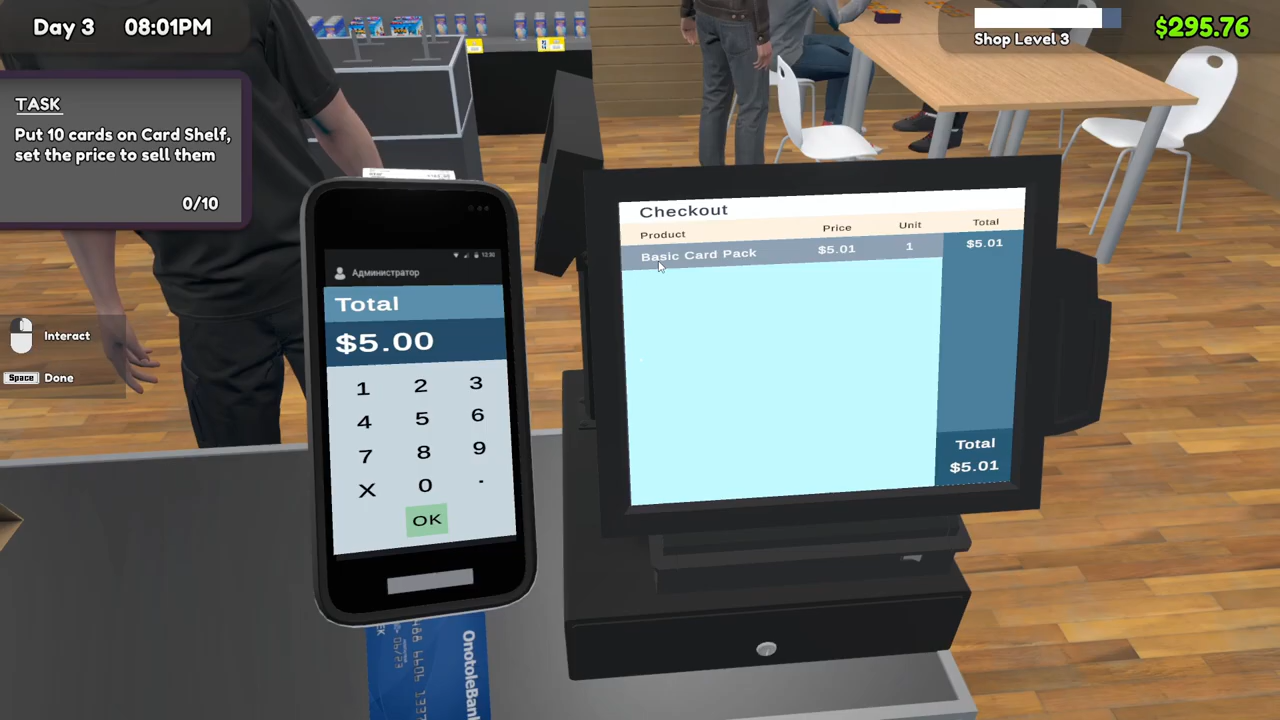 Day 3 08:01PM
Shop Level 3
$295.76
TASK
Put 10 cards on Card Shelf,
set the price to sell them
0/10
Interact
Space Done
Администратор
Total
$5.00
1 2 3
4 5 6
7 8 9
X 0 .
OK
Checkout
Product Price Unit Total
Basic Card Pack $5.01 1 $5.01
Total
$5.01
OnotoleBank